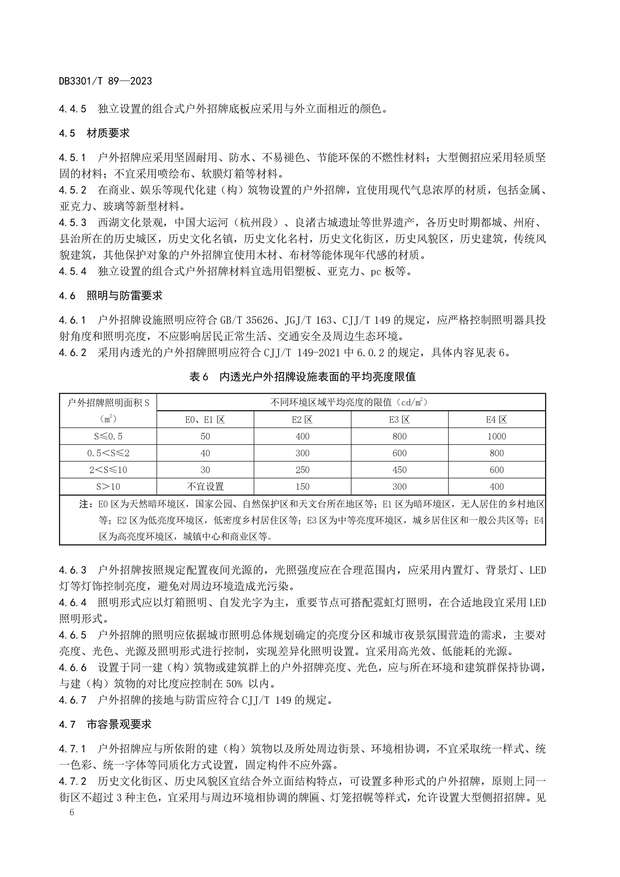 DB3301/T 89—2023
4.4.5 独立设置的组合式户外招牌底板应采用与外立面相近的颜色。
4.5 材质要求
4.5.1 户外招牌应采用坚固耐用、防水、不易褪色、节能环保的不燃性材料；大型侧招应采用轻质坚
固的材料；不宜采用喷绘布、软膜灯箱等材料。
4.5.2 在商业、娱乐等现代化建（构）筑物设置的户外招牌，宜使用现代气息浓厚的材质，包括金属、
亚克力、玻璃等新型材料。
4.5.3 西湖文化景观，中国大运河（杭州段）、良渚古城遗址等世界遗产，各历史时期都城、州府、
县治所在的历史城区，历史文化名镇，历史文化名村，历史文化街区，历史风貌区，历史建筑，传统风
貌建筑，其他保护对象的户外招牌宜使用木材、布材等能体现年代感的材质。
4.5.4 独立设置的组合式户外招牌材料宜选用铝塑板、亚克力、pc 板等。
4.6 照明与防雷要求
4.6.1 户外招牌设施照明应符合 GB/T 35626、JGJ/T 163、CJJ/T 149 的规定，应严格控制照明器具投
射角度和照明亮度，不应影响居民正常生活、交通安全及周边生态环境。
4.6.2 采用内透光的户外招牌照明应符合 CJJ/T 149-2021 中 6.0.2 的规定，具体内容见表 6。
表 6 内透光户外招牌设施表面的平均亮度限值
户外招牌照明面积 S
（m²）
不同环境区域平均亮度的限值（cd/m²）
E0、E1 区 E2 区 E3 区 E4 区
S≤0.5 50 400 800 1000
0.5＜S≤2 40 300 600 800
2＜S≤10 30 250 450 600
S＞10 不宜设置 150 300 400
注：E0 区为天然暗环境区，国家公园、自然保护区和天文台所在地区等；E1 区为暗环境区，无人居住的乡村地区
等；E2 区为低亮度环境区，低密度乡村居住区等；E3 区为中等亮度环境区，城乡居住区和一般公共区等；E4
区为高亮度环境区，城镇中心和商业区等。
4.6.3 户外招牌按照规定配置夜间光源的，光照强度应在合理范围内，应采用内置灯、背景灯、LED
灯等灯饰控制亮度，避免对周边环境造成光污染。
4.6.4 照明形式应以灯箱照明、自发光字为主，重要节点可搭配霓虹灯照明，在合适地段宜采用 LED
照明形式。
4.6.5 户外招牌的照明应依据城市照明总体规划确定的亮度分区和城市夜景氛围营造的需求，主要对
亮度、光色、光源及照明形式进行控制，实现差异化照明设置。宜采用高光效、低能耗的光源。
4.6.6 设置于同一建（构）筑物或建筑群上的户外招牌亮度、光色，应与所在环境和建筑群保持协调，
与建（构）筑物的对比度应控制在 50% 以内。
4.6.7 户外招牌的接地与防雷应符合 CJJ/T 149 的规定。
4.7 市容景观要求
4.7.1 户外招牌应与所依附的建（构）筑物以及所处周边街景、环境相协调，不宜采取统一样式、统
一色彩、统一字体等同质化方式设置，固定构件不应外露。
4.7.2 历史文化街区、历史风貌区宜结合外立面结构特点，可设置多种形式的户外招牌，原则上同一
街区不超过 3 种主色，宜采用与周边环境相协调的牌匾、灯笼招幌等样式，允许设置大型侧招招牌。见
6